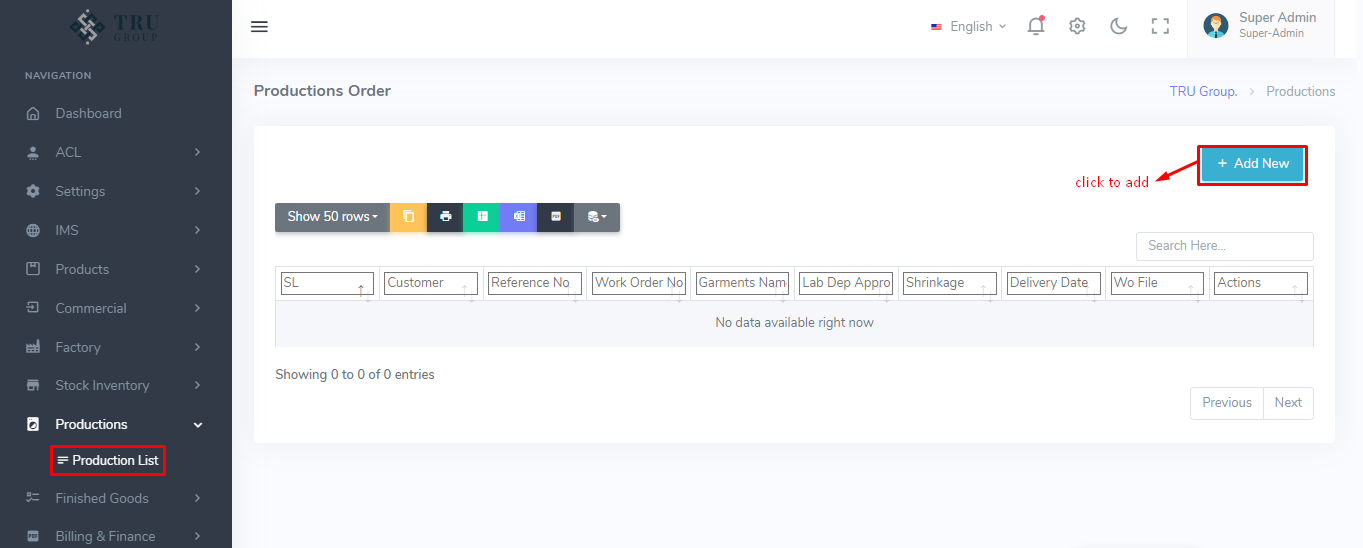 TRU
GROUP
English
Super Admin
Super-Admin
NAVIGATION
Dashboard
ACL
Settings
IMS
Products
Commercial
Factory
Stock Inventory
Productions
Production List
Finished Goods
Billing & Finance
Productions Order
TRU Group.
Productions
+ Add New
click to add
Show 50 rows
Search Here...
SL Customer Reference No Work Order No Garments Nam Lab Dep Appro Shrinkage Delivery Date Wo File Actions
No data available right now
Showing 0 to 0 of 0 entries
Previous Next